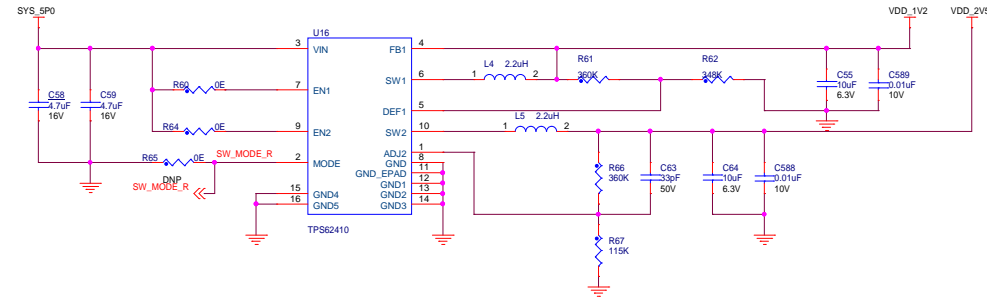 SYS_5P0
VDD_1V2
VDD_2V5
U16
3 VIN
FB1 4
L4 2.2uH
R61
360K
R62
348K
SW1 6
1 2
C58
4.7uF
16V
C59
4.7uF
16V
R60 0E
7 EN1
DEF1 5
C55
10uF
6.3V
C589
0.01uF
10V
L5 2.2uH
R64 0E
9 EN2
SW2 10
1 2
R65 0E
DNP
SW_MODE_R
2 MODE
ADJ2 1
GND 8
GND_EPAD 11
GND1 12
GND2 13
GND3 14
SW_MODE_R
15 GND4
16 GND5
TPS62410
R66
360K
C63
33pF
50V
C64
10uF
6.3V
C588
0.01uF
10V
R67
115K